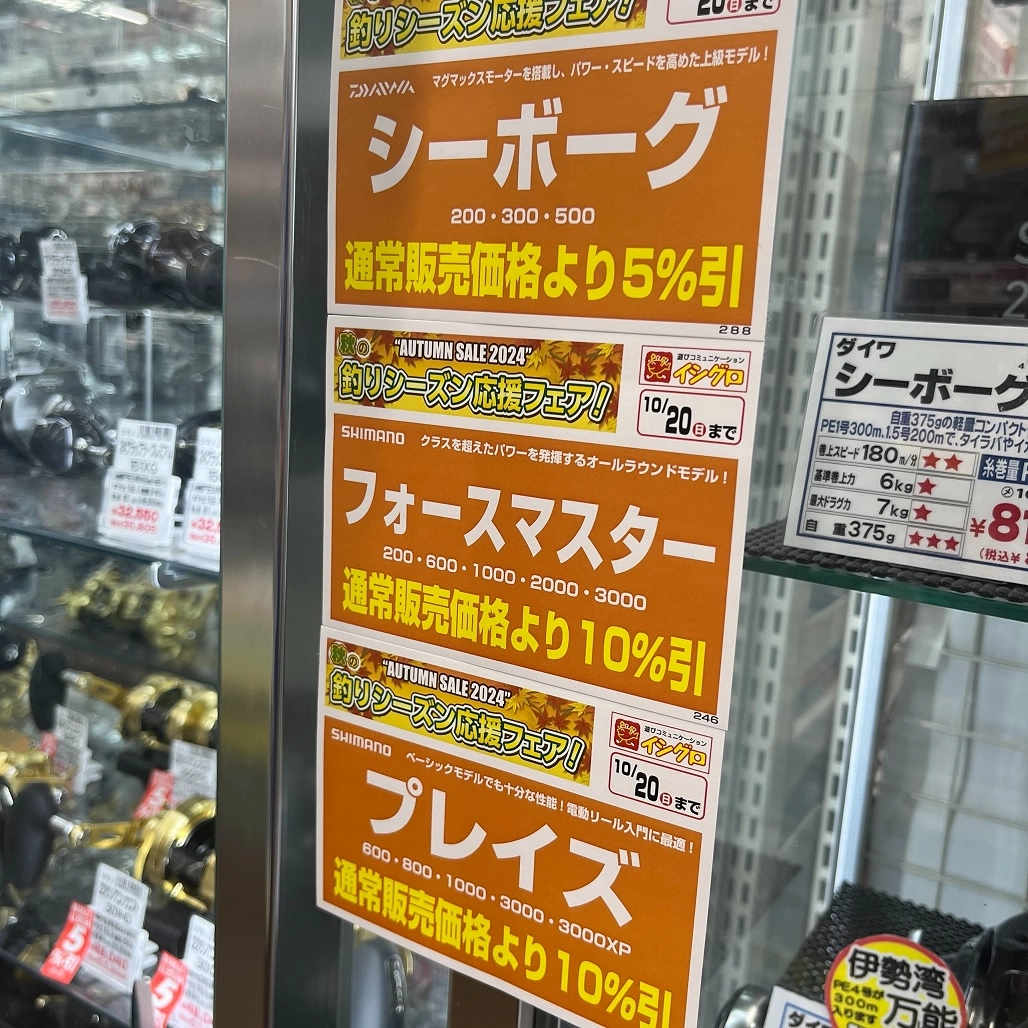 釣りシーズン応援フェア!
20日まで
DAIWA
マグマックスモーターを搭載し、パワー・スピードを高めた上級モデル!
シーボーグ
200・300・500
通常販売価格より5%引
288
秋の
"AUTUMN SALE 2024"
釣りシーズン応援フェア!
遊びコミュニケーション
イシグロ
10/20日まで
SHIMANO
クラスを超えたパワーを発揮するオールラウンドモデル!
フォースマスター
200・600・1000・2000・3000
通常販売価格より10%引
246
秋の
"AUTUMN SALE 2024"
釣りシーズン応援フェア!
遊びコミュニケーション
イシグロ
10/20日まで
SHIMANO
ベーシックモデルでも十分な性能!電動リール入門に最適!
プレイズ
600・800・1000・3000・3000XP
通常販売価格より10%引
ダイワ
シーボーグ
自重375gの軽量コンパクト
PE1号300m、1.5号200mで、タイラバやイ
巻上スピード 180m/分 ★★
基準巻上力 6kg ★
最大ドラグ力 7kg ★
自重 375g ★★★
糸巻量
¥8
(税込¥
伊勢湾
PE4号が
300m
入ります
万能
ダイワ
¥32,550
5
5